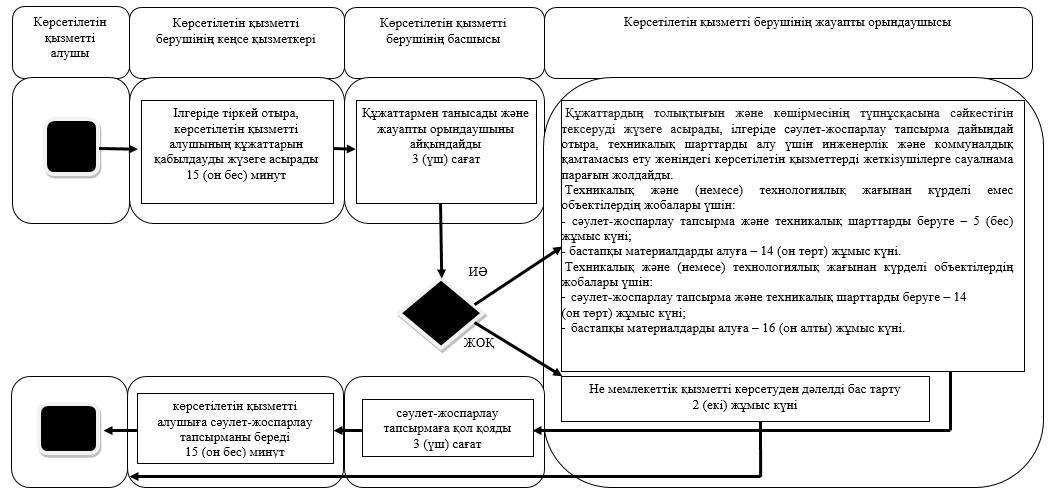 Көрсетілетін
қызметті
алушы
Көрсетілетін қызметті
берушінің кеңсе қызметкері
Көрсетілетін қызметті
берушінің басшысы
Көрсетілетін қызметті берушінің жауапты орындаушысы
Ілгеріде тіркей отыра,
көрсетілетін қызметті
алушының құжаттарын
қабылдауды жүзеге асырады
15 (он бес) минут
Құжаттармен танысады және
жауапты орындаушыны
айқындайды
3 (үш) сағат
Құжаттардың толықтығын және көшірмесінің түпнұсқасына сәйкестігін
тексеруді жүзеге асырады, ілгеріде сәулет-жоспарлау тапсырма дайындай
отыра, техникалық шарттарды алу үшін инженерлік және коммуналдық
қамтамасыз ету жөніндегі көрсетілетін қызметтерді жеткізушілерге сауалнама
парағын жолдайды.
Техникалық және (немесе) технологиялық жағынан күрделі емес
объектілердің жобалары үшін:
- сәулет-жоспарлау тапсырма және техникалық шарттарды беруге – 5 (бес)
жұмыс күні;
- бастапқы материалдарды алуға – 14 (он төрт) жұмыс күні.
Техникалық және (немесе) технологиялық жағынан күрделі объектілердің
жобалары үшін:
- сәулет-жоспарлау тапсырма және техникалық шарттарды беруге – 14
(он төрт) жұмыс күні;
- бастапқы материалдарды алуға – 16 (он алты) жұмыс күні.
ИӘ
ЖОҚ
Не мемлекеттік қызметті көрсетуден дәлелді бас тарту
2 (екі) жұмыс күні
көрсетілетін қызметті
алушыға сәулет-жоспарлау
тапсырманы береді
15 (он бес) минут
сәулет-жоспарлау
тапсырмаға қол қояды
3 (үш) сағат